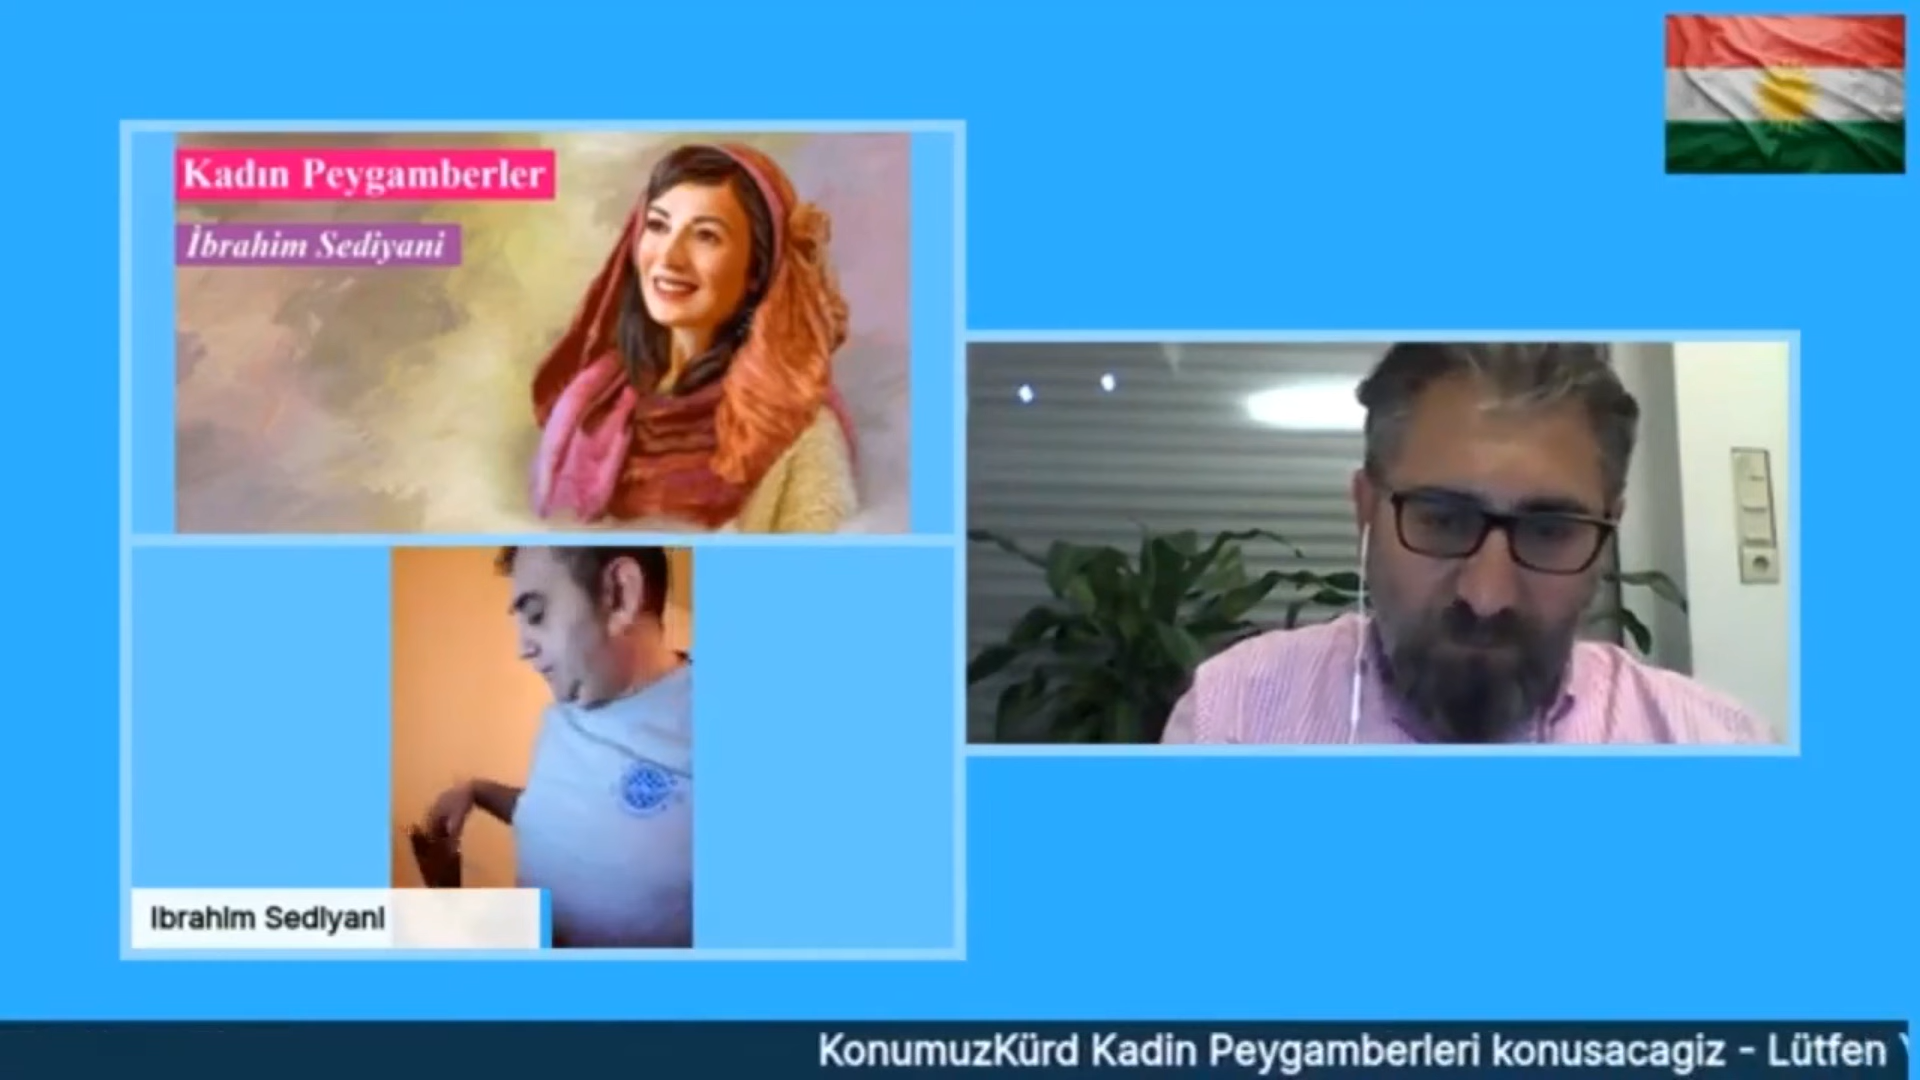 Kadın Peygamberler
İbrahim Sediyani
Ibrahim Sediyani
KonumuzKürd Kadin Peygamberleri konusacagiz - Lütfen